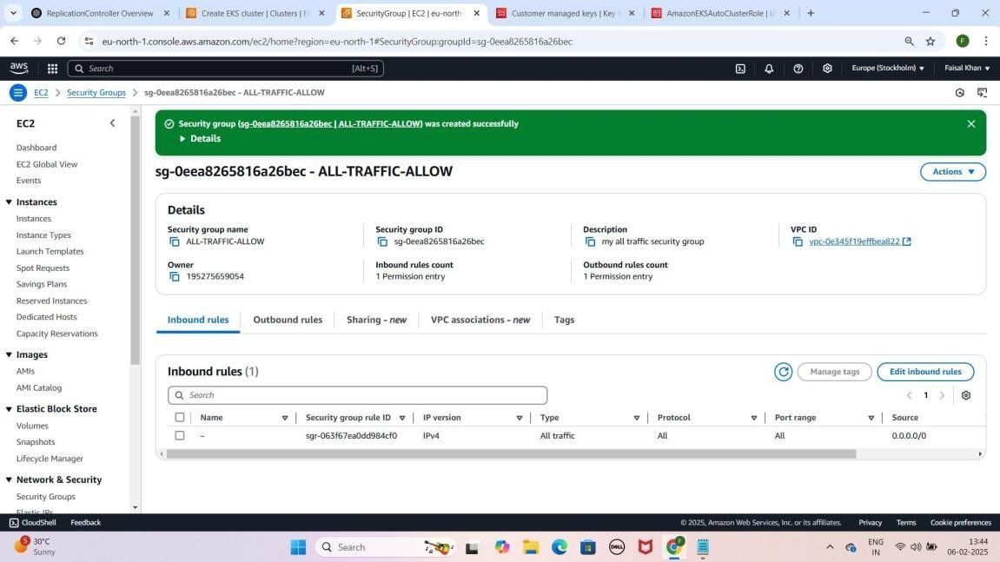 ReplicationController Overview
Create EKS cluster | Clusters | E
SecurityGroup | EC2 | eu-north-
Customer managed keys | Key M
AmazonEKSAutoClusterRole | IA
eu-north-1.console.aws.amazon.com/ec2/home?region=eu-north-1#SecurityGroup:groupId=sg-0eea8265816a26bec
F
aws
Search
[Alt+S]
Europe (Stockholm)
Faisal Khan
EC2 > Security Groups > sg-0eea8265816a26bec - ALL-TRAFFIC-ALLOW
EC2
Dashboard
EC2 Global View
Events
Instances
Instances
Instance Types
Launch Templates
Spot Requests
Savings Plans
Reserved Instances
Dedicated Hosts
Capacity Reservations
Images
AMIs
AMI Catalog
Elastic Block Store
Volumes
Snapshots
Lifecycle Manager
Network & Security
Security Groups
Elastic IPs
Security group (sg-0eea8265816a26bec | ALL-TRAFFIC-ALLOW) was created successfully
Details
sg-0eea8265816a26bec - ALL-TRAFFIC-ALLOW
Actions
Details
Security group name
ALL-TRAFFIC-ALLOW
Security group ID
sg-0eea8265816a26bec
Description
my all traffic security group
VPC ID
vpc-0e345f19effbea822
Owner
195275659054
Inbound rules count
1 Permission entry
Outbound rules count
1 Permission entry
Inbound rules
Outbound rules
Sharing - new
VPC associations - new
Tags
Inbound rules (1)
Manage tags
Edit inbound rules
Search
1
Name
Security group rule ID
IP version
Type
Protocol
Port range
Source
–
sgr-063f67ea0dd984cf0
IPv4
All traffic
All
All
0.0.0.0/0
CloudShell
Feedback
© 2025, Amazon Web Services, Inc. or its affiliates.
Privacy
Terms
Cookie preferences
5
30°C
Sunny
Search
DELL
F
ENG
IN
13:44
06-02-2025